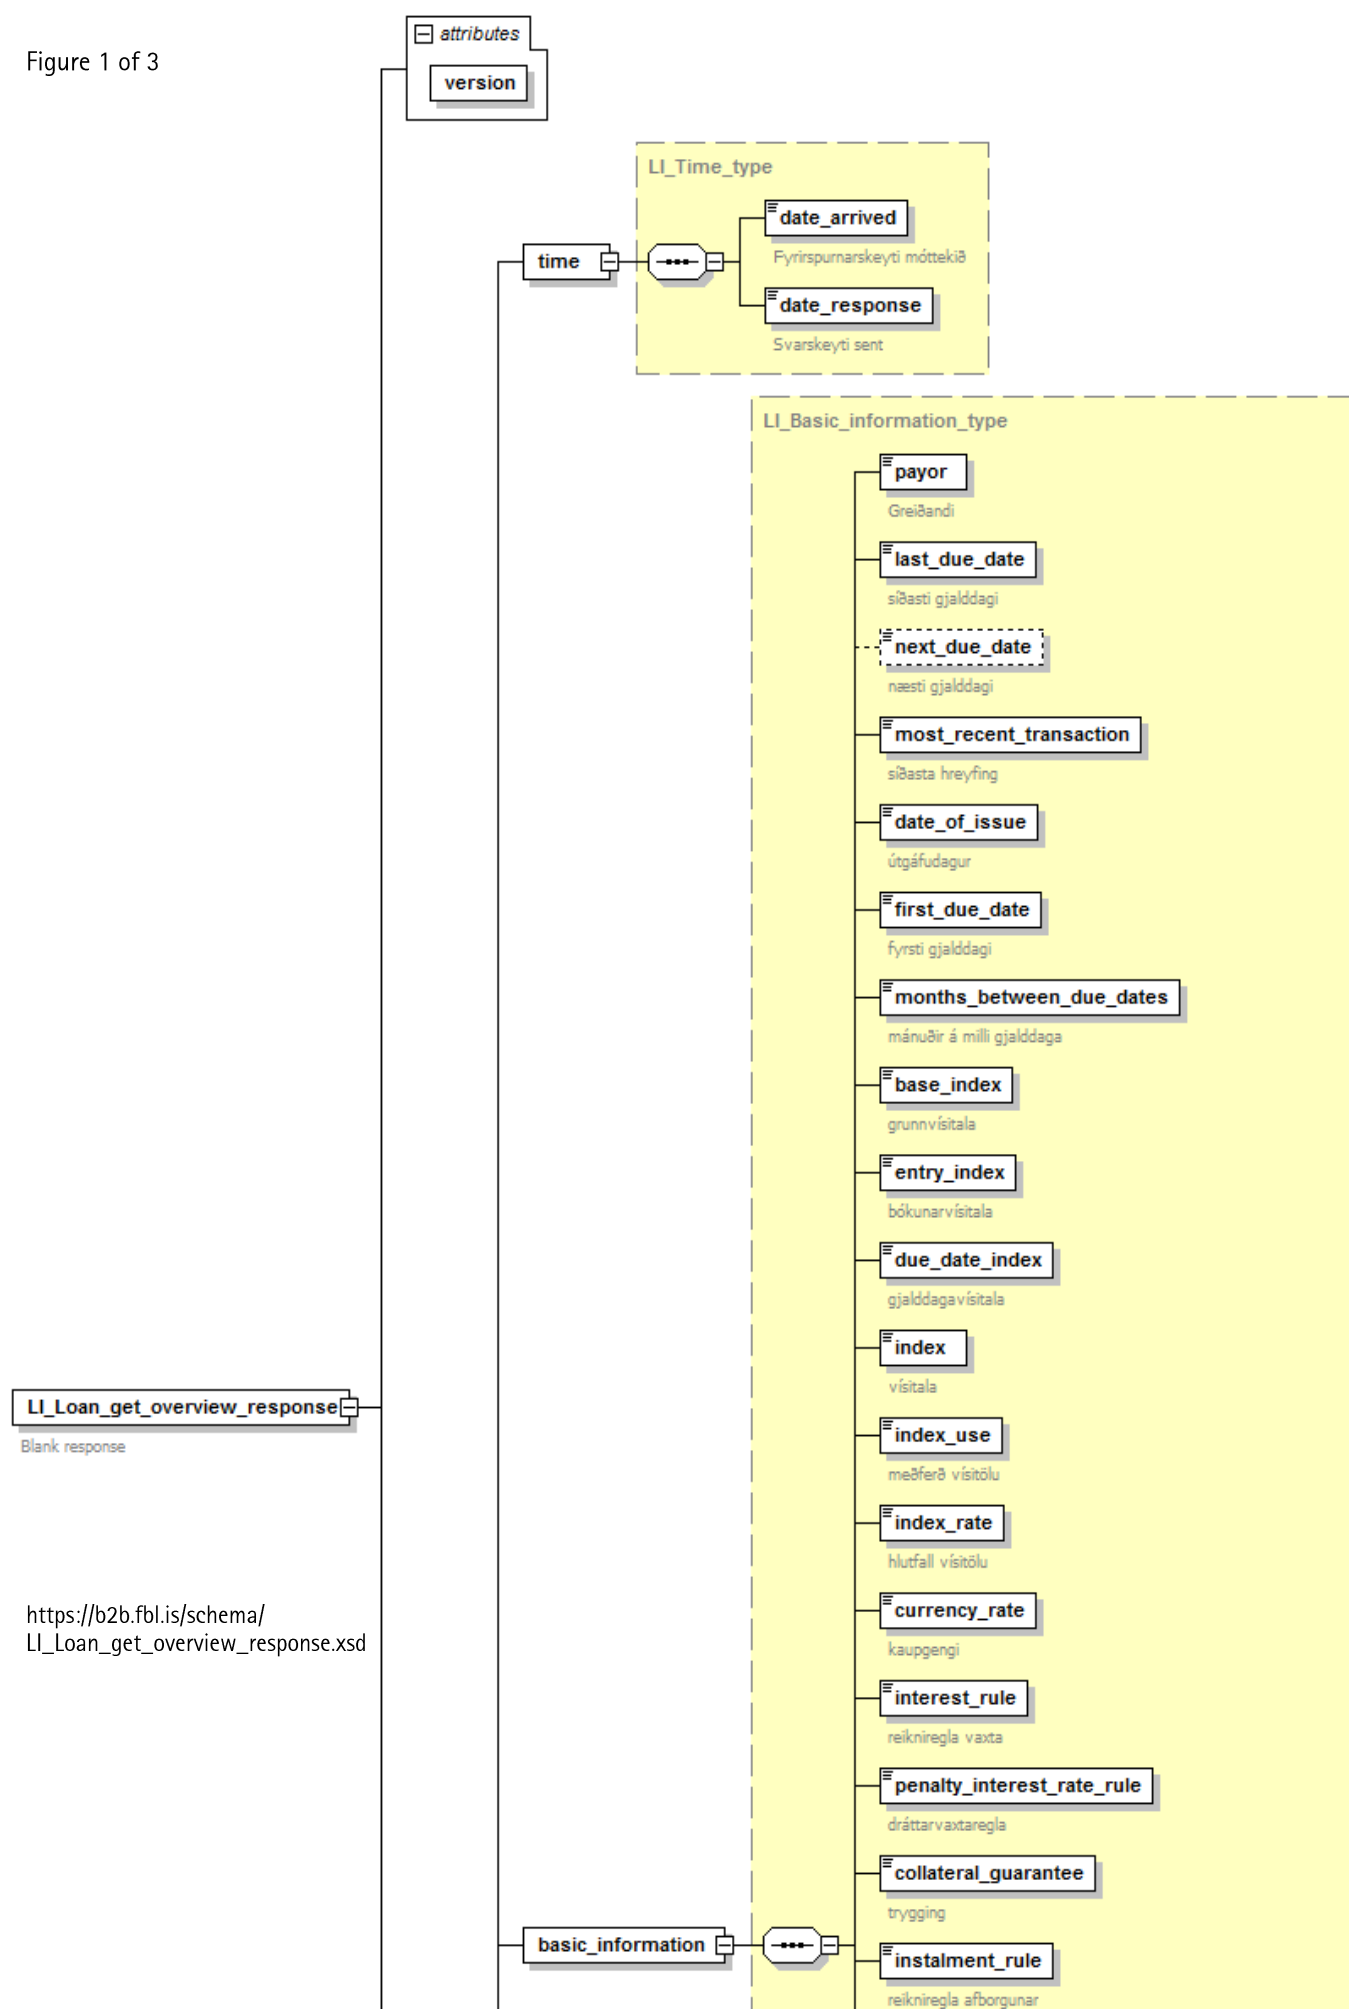 Figure 1 of 3
attributes
version
LI_Time_type
date_arrived
Fyrirspurnarskeyti móttekið
time
date_response
Svarskeyti sent
LI_Basic_information_type
payor
Greiðandi
last_due_date
síðasti gjalddagi
next_due_date
næsti gjalddagi
most_recent_transaction
síðasta hreyfing
date_of_issue
útgáfudagur
first_due_date
fyrsti gjalddagi
months_between_due_dates
mánuðir á milli gjalddaga
base_index
grunnvísitala
entry_index
bókunarvísitala
due_date_index
gjalddagavísitala
index
vísitala
LI_Loan_get_overview_response
Blank response
index_use
meðferð vísitölu
index_rate
hlutfall vísitölu
currency_rate
kaupgengi
https://b2b.fbl.is/schema/
LI_Loan_get_overview_response.xsd
interest_rule
reikniregla vaxta
penalty_interest_rate_rule
dráttarvaxtaregla
collateral_guarantee
trygging
basic_information
instalment_rule
reikniregla afborgunar